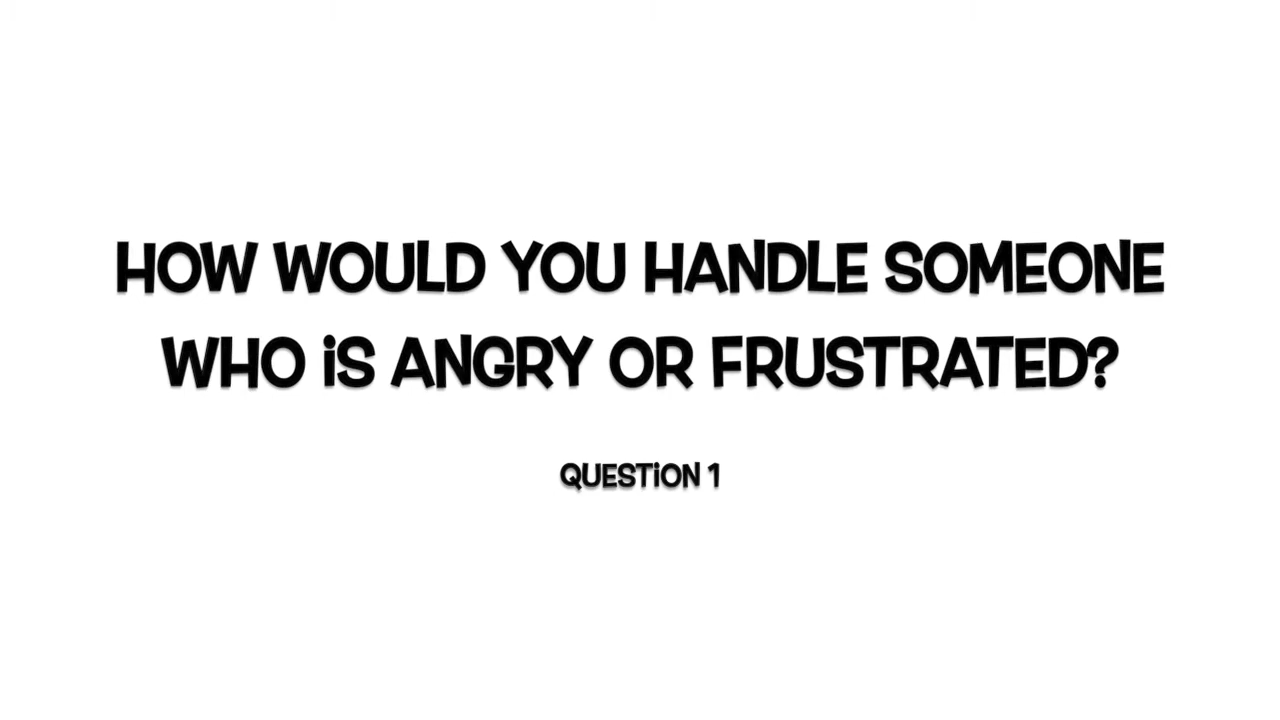 HOW WOULD YOU HANDLE SOMEONE
WHO iS ANGRY OR FRUSTRATED?
QUESTiON 1